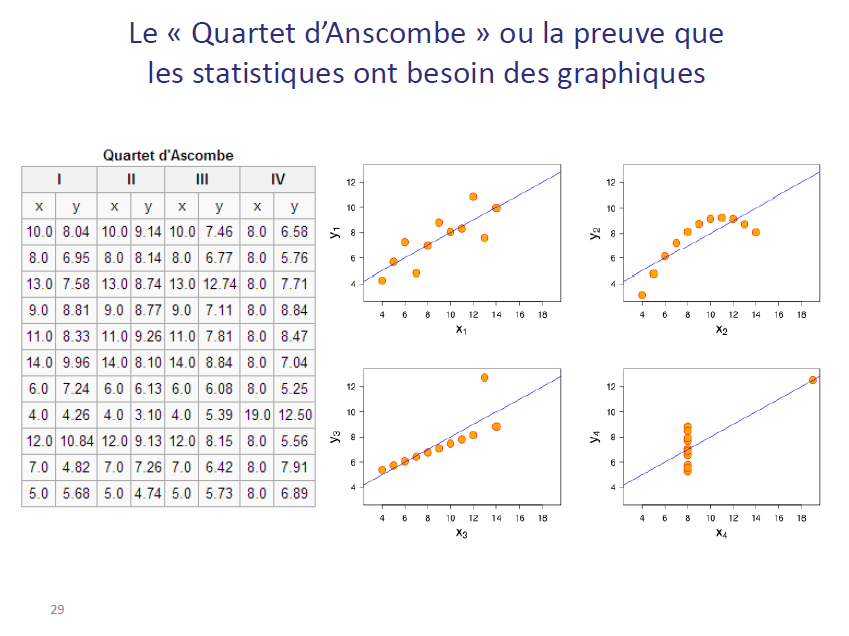 Le « Quartet d’Anscombe » ou la preuve que
les statistiques ont besoin des graphiques
Quartet d'Ascombe
I II III IV
x y x y x y x y
10.0 8.04 10.0 9.14 10.0 7.46 8.0 6.58
8.0 6.95 8.0 8.14 8.0 6.77 8.0 5.76
13.0 7.58 13.0 8.74 13.0 12.74 8.0 7.71
9.0 8.81 9.0 8.77 9.0 7.11 8.0 8.84
11.0 8.33 11.0 9.26 11.0 7.81 8.0 8.47
14.0 9.96 14.0 8.10 14.0 8.84 8.0 7.04
6.0 7.24 6.0 6.13 6.0 6.08 8.0 5.25
4.0 4.26 4.0 3.10 4.0 5.39 19.0 12.50
12.0 10.84 12.0 9.13 12.0 8.15 8.0 5.56
7.0 4.82 7.0 7.26 7.0 6.42 8.0 7.91
5.0 5.68 5.0 4.74 5.0 5.73 8.0 6.89
12
10
8
6
4
y1
4 6 8 10 12 14 16 18
x1
12
10
8
6
4
y2
4 6 8 10 12 14 16 18
x2
12
10
8
6
4
y3
4 6 8 10 12 14 16 18
x3
12
10
8
6
4
y4
4 6 8 10 12 14 16 18
x4
29